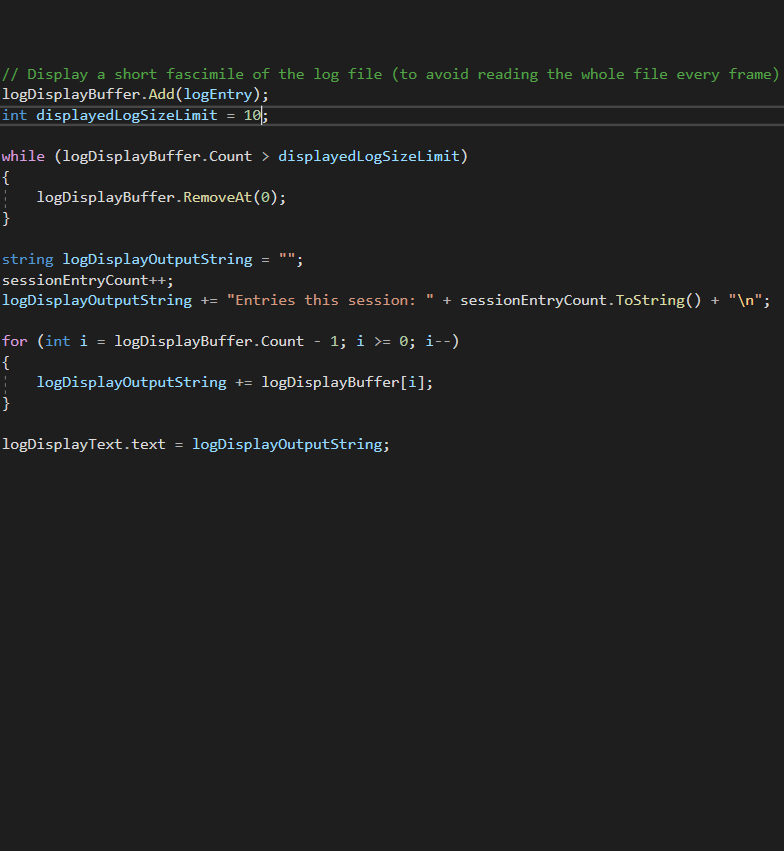 // Display a short fascimile of the log file (to avoid reading the whole file every frame)
logDisplayBuffer.Add(logEntry);
int displayedLogSizeLimit = 10;
while (logDisplayBuffer.Count > displayedLogSizeLimit)
{
logDisplayBuffer.RemoveAt(0);
}
string logDisplayOutputString = "";
sessionEntryCount++;
logDisplayOutputString += "Entries this session: " + sessionEntryCount.ToString() + "\n";
for (int i = logDisplayBuffer.Count - 1; i >= 0; i--)
{
logDisplayOutputString += logDisplayBuffer[i];
}
logDisplayText.text = logDisplayOutputString;